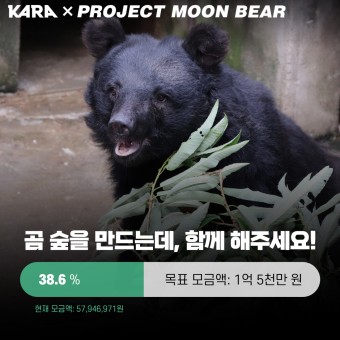 KARA × PROJECT MOON BEAR
곰 숲을 만드는데, 함께 해주세요!
38.6 %
목표 모금액: 1억 5천만 원
현재 모금액: 57,946,971원